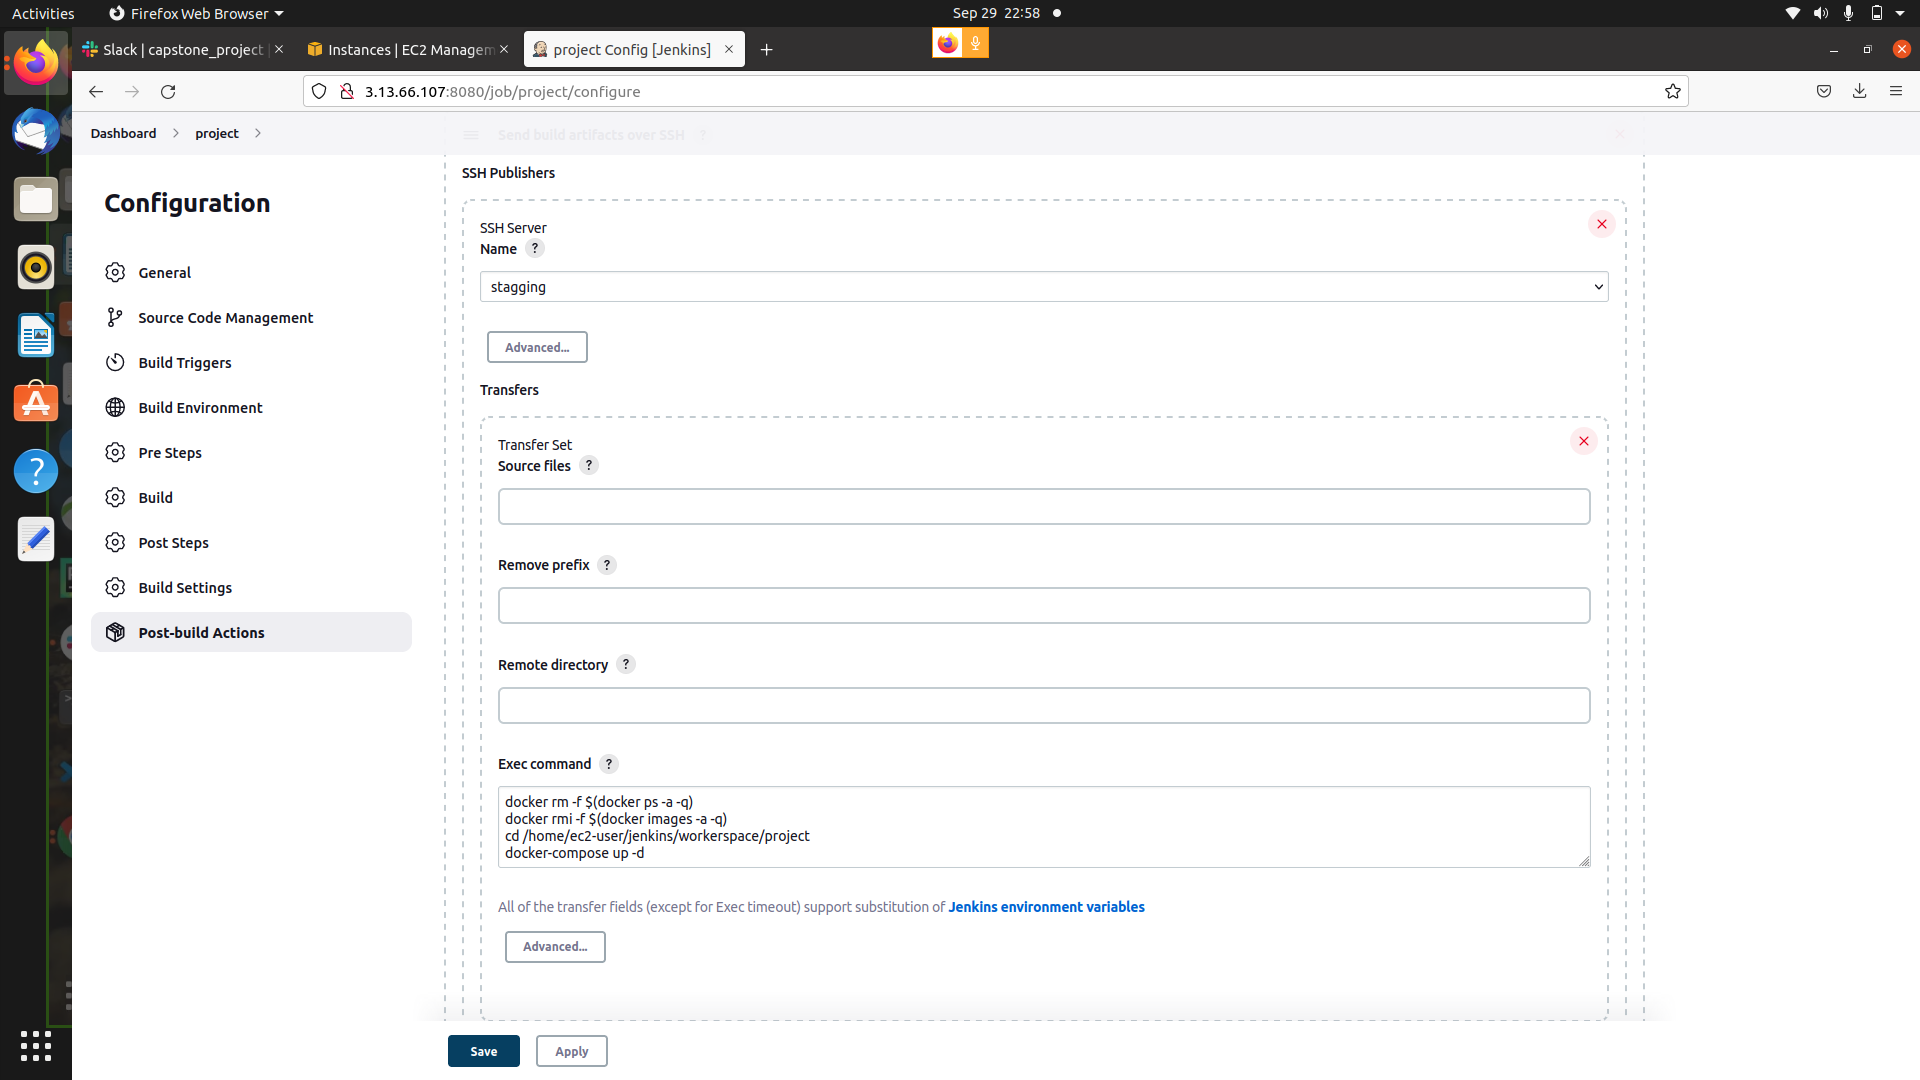 Activities
Firefox Web Browser
Sep 29 22:58
Slack | capstone_project |
Instances | EC2 Managem
project Config [Jenkins]
3.13.66.107:8080/job/project/configure
Dashboard
project
Send build artifacts over SSH ?
Configuration
General
Source Code Management
Build Triggers
Build Environment
Pre Steps
Build
Post Steps
Build Settings
Post-build Actions
SSH Publishers
SSH Server
Name ?
stagging
Advanced...
Transfers
Transfer Set
Source files ?
Remove prefix ?
Remote directory ?
Exec command ?
docker rm -f $(docker ps -a -q)
docker rmi -f $(docker images -a -q)
cd /home/ec2-user/jenkins/workerspace/project
docker-compose up -d
All of the transfer fields (except for Exec timeout) support substitution of Jenkins environment variables
Advanced...
Save
Apply